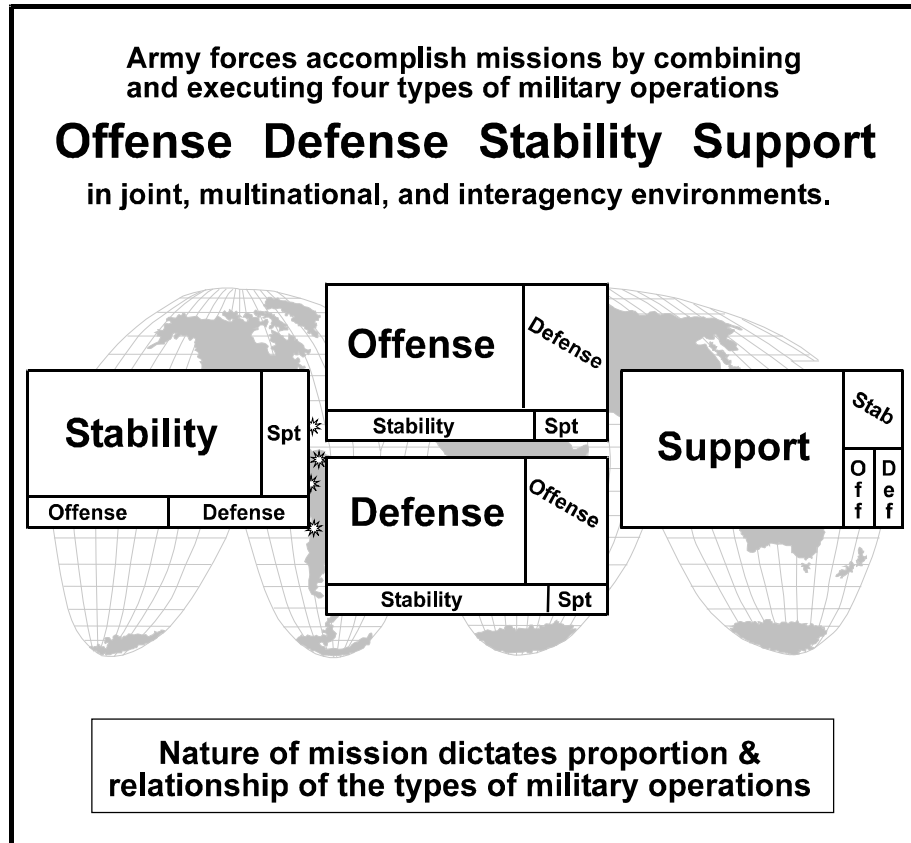 Army forces accomplish missions by combining
and executing four types of military operations
Offense Defense Stability Support
in joint, multinational, and interagency environments.
Offense
Defense
Stability
Spt
Stability
Spt
Offense
Defense
Defense
Offense
Stability
Spt
Support
Stab
Off
Def
Nature of mission dictates proportion &
relationship of the types of military operations